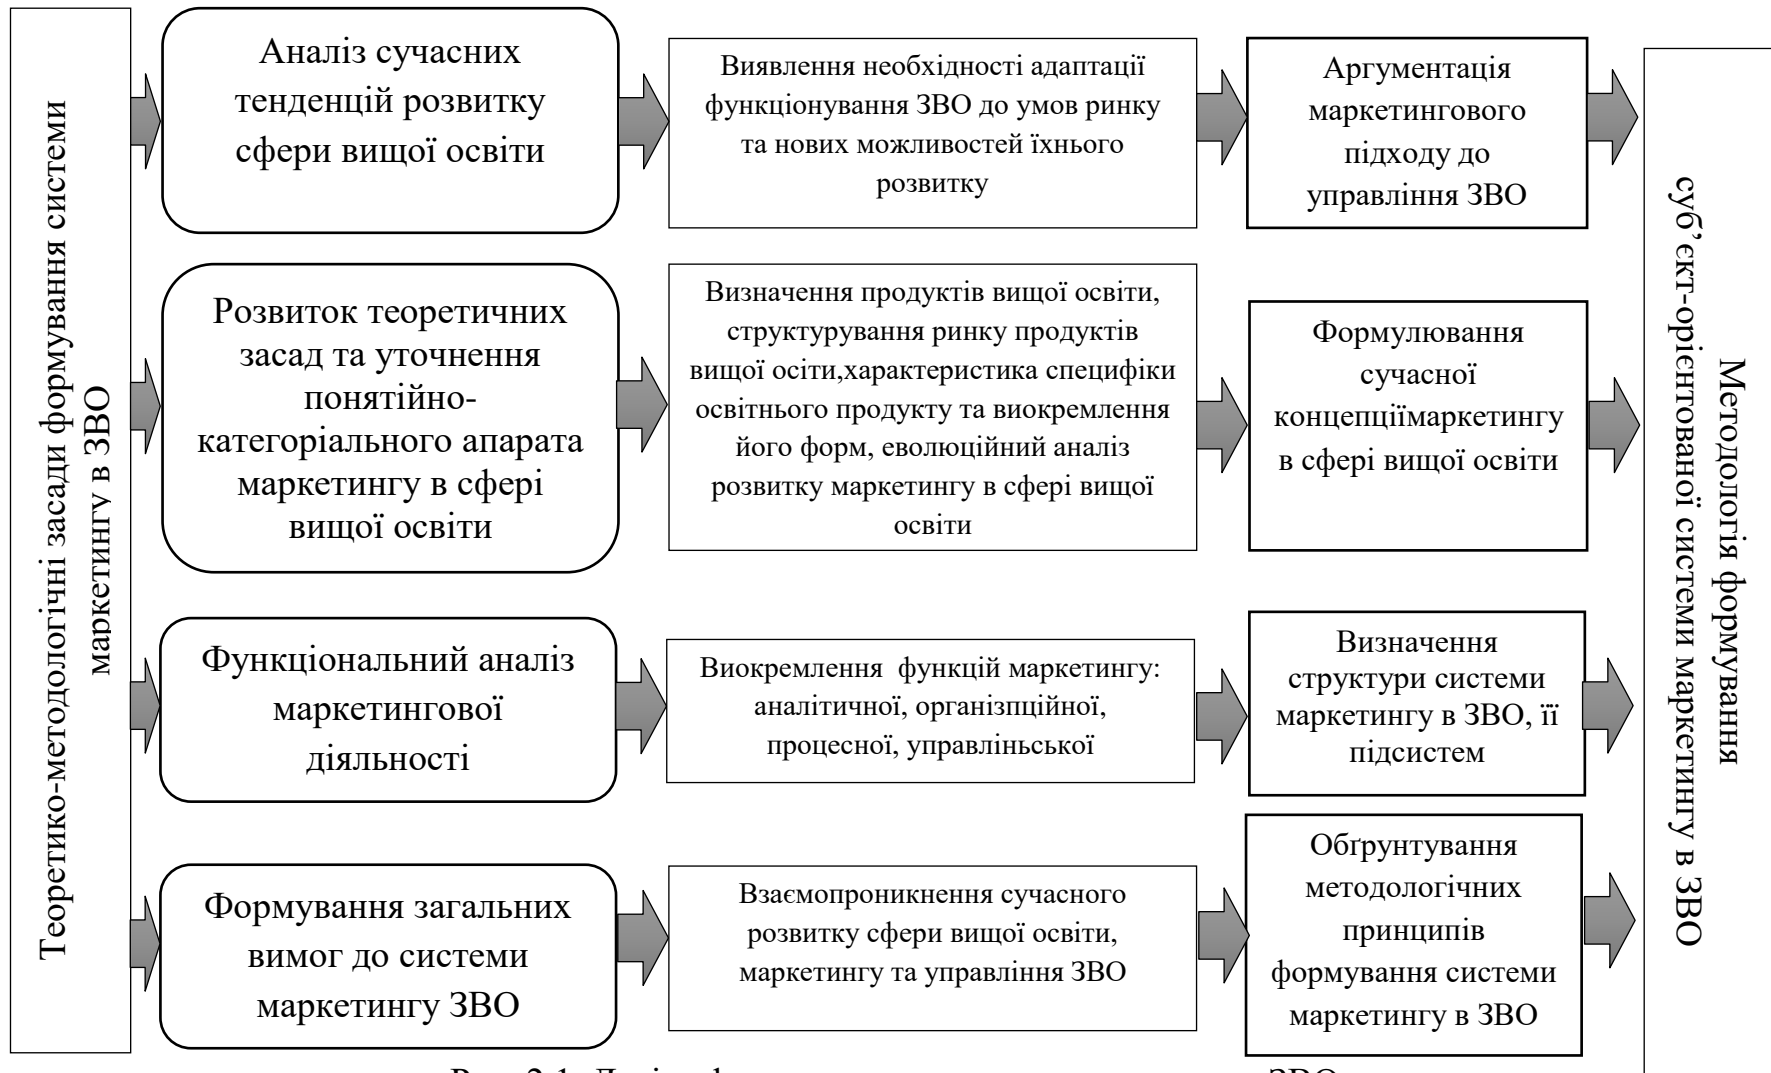 Теоретико-методологічні засади формування системи
маркетингу в ЗВО
Аналіз сучасних
тенденцій розвитку
сфери вищої освіти
Виявлення необхідності адаптації
функціонування ЗВО до умов ринку
та нових можливостей їхнього
розвитку
Аргументація
маркетингового
підходу до
управління ЗВО
Розвиток теоретичних
засад та уточнення
понятійно-
категоріального апарата
маркетингу в сфері
вищої освіти
Визначення продуктів вищої освіти,
структурування ринку продуктів
вищої осіти,характеристика специфіки
освітнього продукту та виокремлення
його форм, еволюційний аналіз
розвитку маркетингу в сфері вищої
освіти
Формулювання
сучасної
концепціїмаркетингу
в сфері вищої освіти
Функціональний аналіз
маркетингової
діяльності
Виокремлення функцій маркетингу:
аналітичної, організпційної,
процесної, управліньської
Визначення
структури системи
маркетингу в ЗВО, її
підсистем
Формування загальних
вимог до системи
маркетингу ЗВО
Взаємопроникнення сучасного
розвитку сфери вищої освіти,
маркетингу та управління ЗВО
Обґрунтування
методологічних
принципів
формування системи
маркетингу в ЗВО
Методологія формування
суб’єкт-орієнтованої системи маркетингу в ЗВО